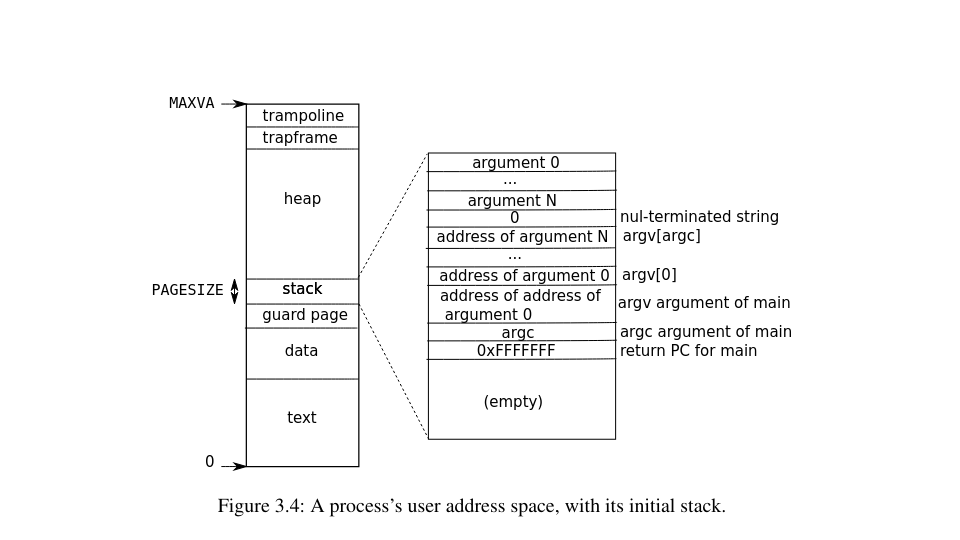 MAXVA
trampoline
trapframe
heap
PAGESIZE
stack
guard page
data
text
0
argument 0
...
argument N
0 nul-terminated string
address of argument N argv[argc]
...
address of argument 0 argv[0]
address of address of
argument 0
argv argument of main
argc argc argument of main
0xFFFFFFF return PC for main
(empty)
Figure 3.4: A process's user address space, with its initial stack.